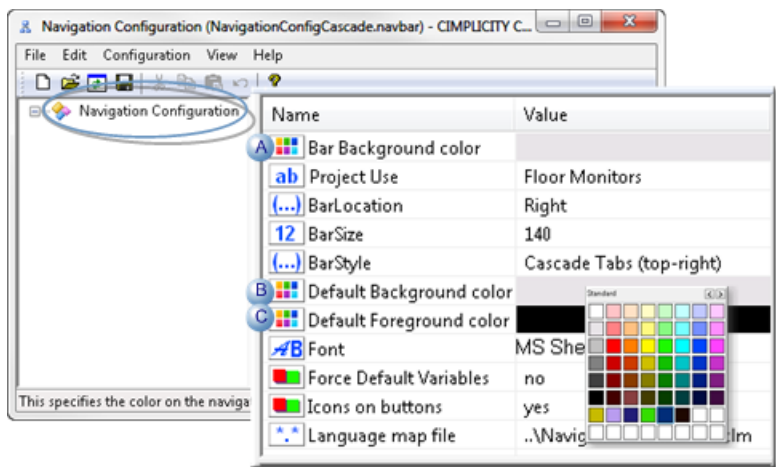 Navigation Configuration (NavigationConfigCascade.navbar) - CIMPLICITY C...
File Edit Configuration View Help
Navigation Configuration
Name Value
A Bar Background color
ab Project Use Floor Monitors
(...) BarLocation Right
12 BarSize 140
(...) BarStyle Cascade Tabs (top-right)
B Default Background color
Standard
C Default Foreground color
AB Font MS She
Force Default Variables no
Icons on buttons yes
*.* Language map file ..\Navig lm
This specifies the color on the naviga